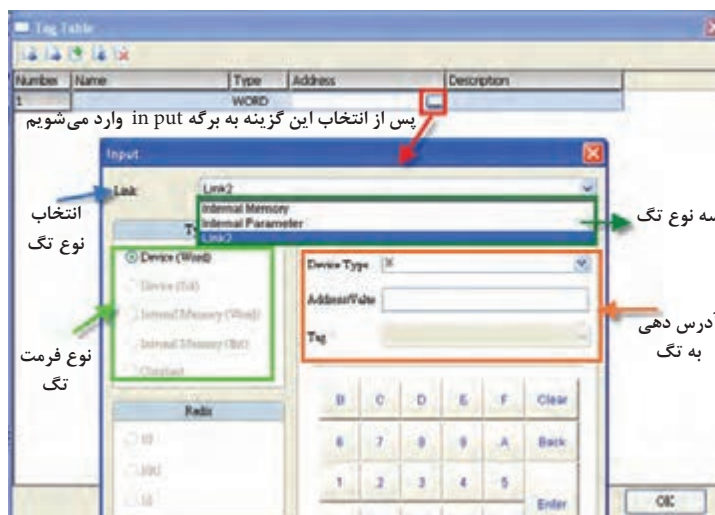 Tag Table
Number Name Type Address Description
1 WORD
پس از انتخاب این گزینه به برگه in put وارد می‌شویم
Input
Link
Link2
Internal Memory
Internal Parameter
Link2
انتخاب
نوع تگ
سه نوع تگ
Device (Word)
Device (Bit)
Internal Memory (Word)
Internal Memory (Bit)
Constant
Device Type X
Address/Value
Tag
آدرس دهی
به تگ
نوع فرمت
تگ
Radix
B C D E F Clear
6 7 8 9 A Back
1 2 3 4 5
Enter
OK